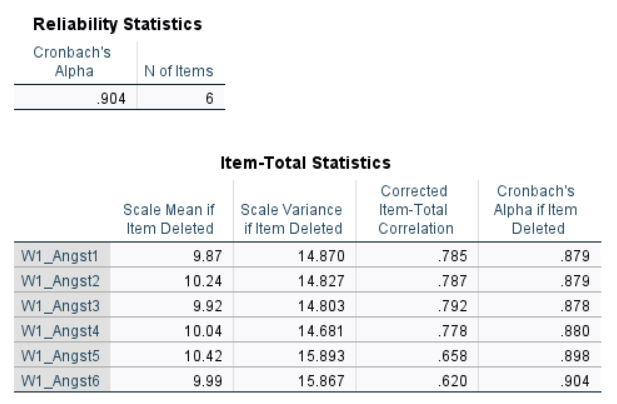 Reliability Statistics
Cronbach's
Alpha N of Items
.904 6
Item-Total Statistics
Scale Mean if Item Deleted Scale Variance if Item Deleted Corrected Item-Total Correlation Cronbach's Alpha if Item Deleted
W1_Angst1 9.87 14.870 .785 .879
W1_Angst2 10.24 14.827 .787 .879
W1_Angst3 9.92 14.803 .792 .878
W1_Angst4 10.04 14.681 .778 .880
W1_Angst5 10.42 15.893 .658 .898
W1_Angst6 9.99 15.867 .620 .904